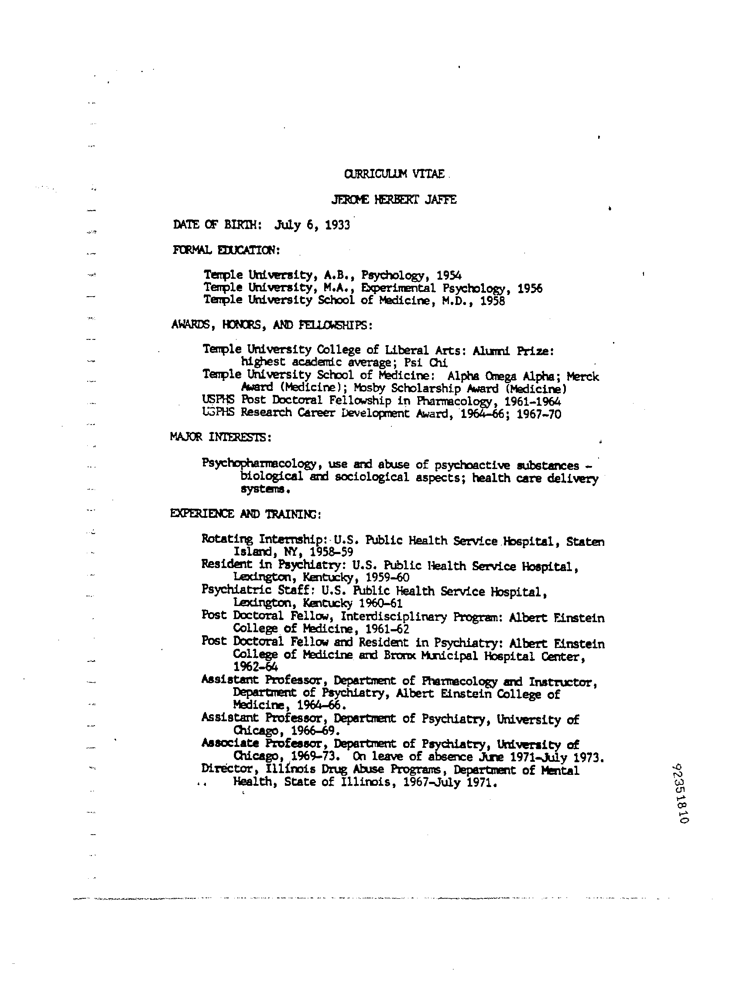 CURRICULUM VITAE
JEROME HERBERT JAFFE
DATE OF BIRTH: July 6, 1933
FORMAL EDUCATION:
Temple University, A.B., Psychology, 1954
Temple University, M.A., Experimental Psychology, 1956
Temple University School of Medicine, M.D., 1958
AWARDS, HONORS, AND FELLOWSHIPS:
Temple University College of Liberal Arts: Alumni Prize:
highest academic average; Psi Chi
Temple University School of Medicine: Alpha Omega Alpha; Merck
Award (Medicine); Mosby Scholarship Award (Medicine)
USPHS Post Doctoral Fellowship in Pharmacology, 1961-1964
USPHS Research Career Development Award, 1964-66; 1967-70
MAJOR INTERESTS:
Psychopharmacology, use and abuse of psychoactive substances -
biological and sociological aspects; health care delivery
systems.
EXPERIENCE AND TRAINING:
Rotating Internship: U.S. Public Health Service Hospital, Staten
Island, NY, 1958-59
Resident in Psychiatry: U.S. Public Health Service Hospital,
Lexington, Kentucky, 1959-60
Psychiatric Staff: U.S. Public Health Service Hospital,
Lexington, Kentucky 1960-61
Post Doctoral Fellow, Interdisciplinary Program: Albert Einstein
College of Medicine, 1961-62
Post Doctoral Fellow and Resident in Psychiatry: Albert Einstein
College of Medicine and Bronx Municipal Hospital Center,
1962-64
Assistant Professor, Department of Pharmacology and Instructor,
Department of Psychiatry, Albert Einstein College of
Medicine, 1964-66.
Assistant Professor, Department of Psychiatry, University of
Chicago, 1966-69.
Associate Professor, Department of Psychiatry, University of
Chicago, 1969-73. On leave of absence June 1971-July 1973.
Director, Illinois Drug Abuse Programs, Department of Mental
Health, State of Illinois, 1967-July 1971.
92351810